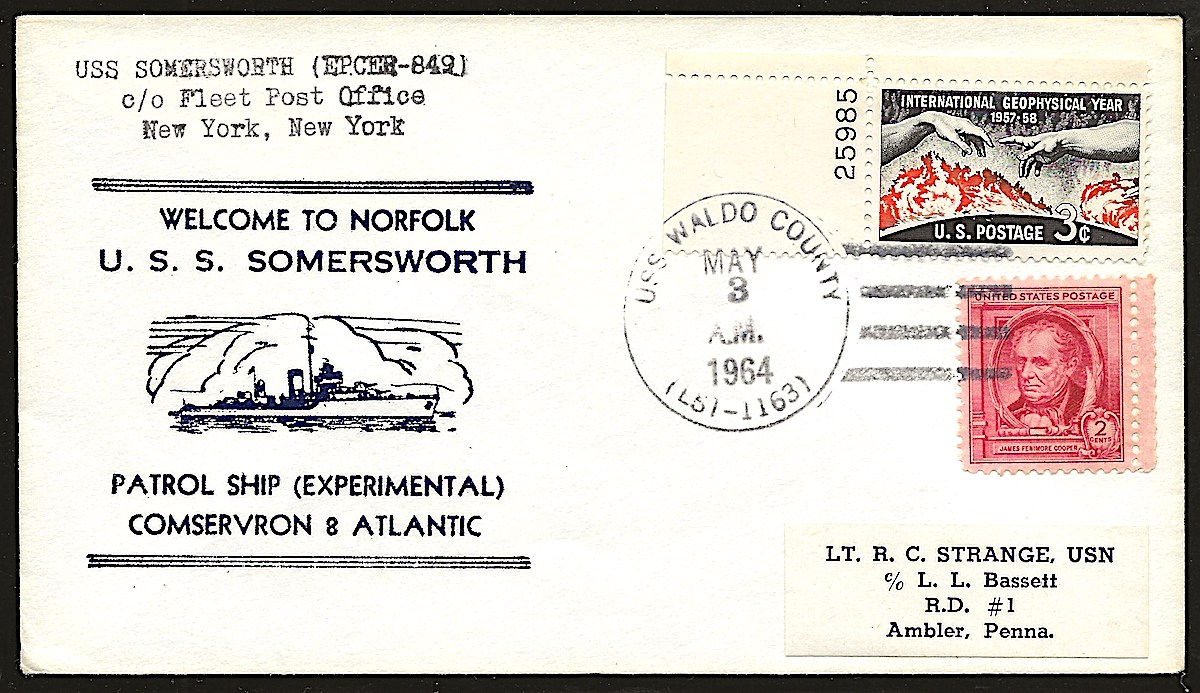 USS SOMERSWORTH (EPCER-849)
c/o Fleet Post Office
New York, New York
WELCOME TO NORFOLK
U. S. S. SOMERSWORTH
PATROL SHIP (EXPERIMENTAL)
COMSERVRON 8 ATLANTIC
25985
INTERNATIONAL GEOPHYSICAL YEAR
1957-58
U.S. POSTAGE 3¢
USS WALDO COUNTY
MAY
3
A.M.
1964
(LST-1163)
UNITED STATES POSTAGE
2
CENTS
JAMES FENIMORE COOPER
LT. R. C. STRANGE, USN
c/o L. L. Bassett
R.D. #1
Ambler, Penna.